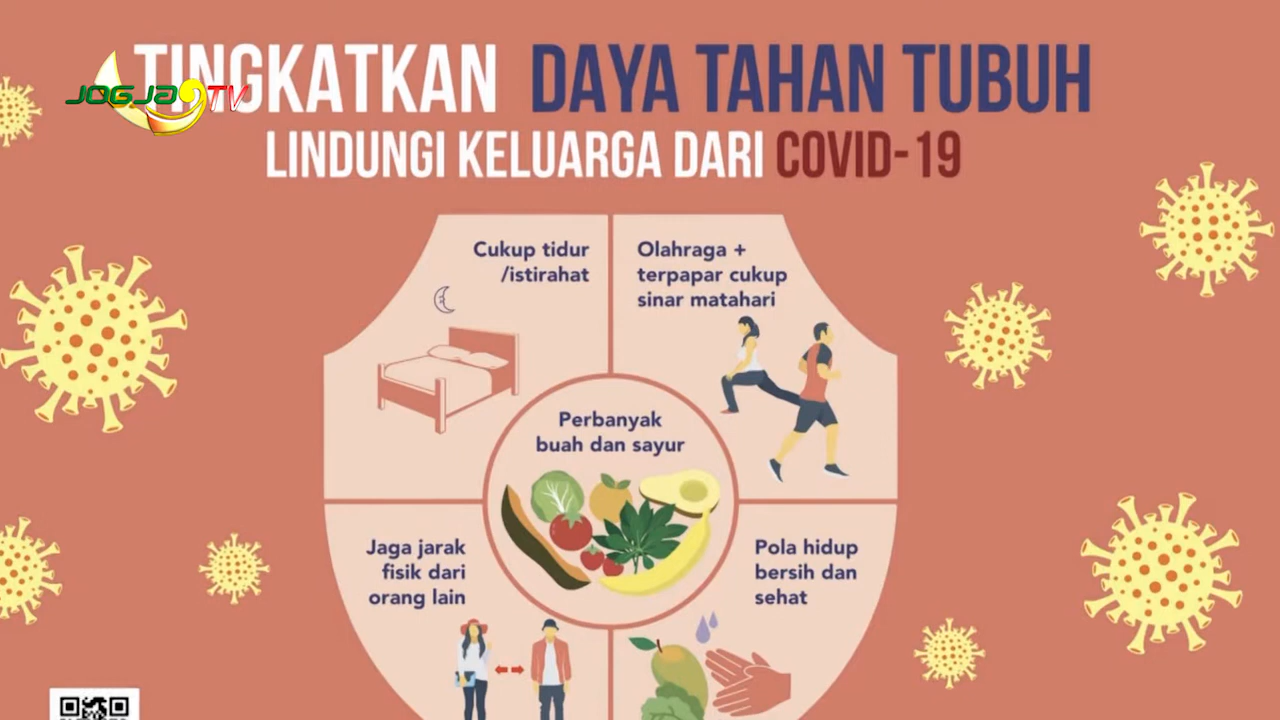 TINGKATKAN DAYA TAHAN TUBUH
JOGJA TV
LINDUNGI KELUARGA DARI COVID-19
Cukup tidur
/istirahat
Olahraga +
terpapar cukup
sinar matahari
Perbanyak
buah dan sayur
Jaga jarak
fisik dari
orang lain
Pola hidup
bersih dan
sehat